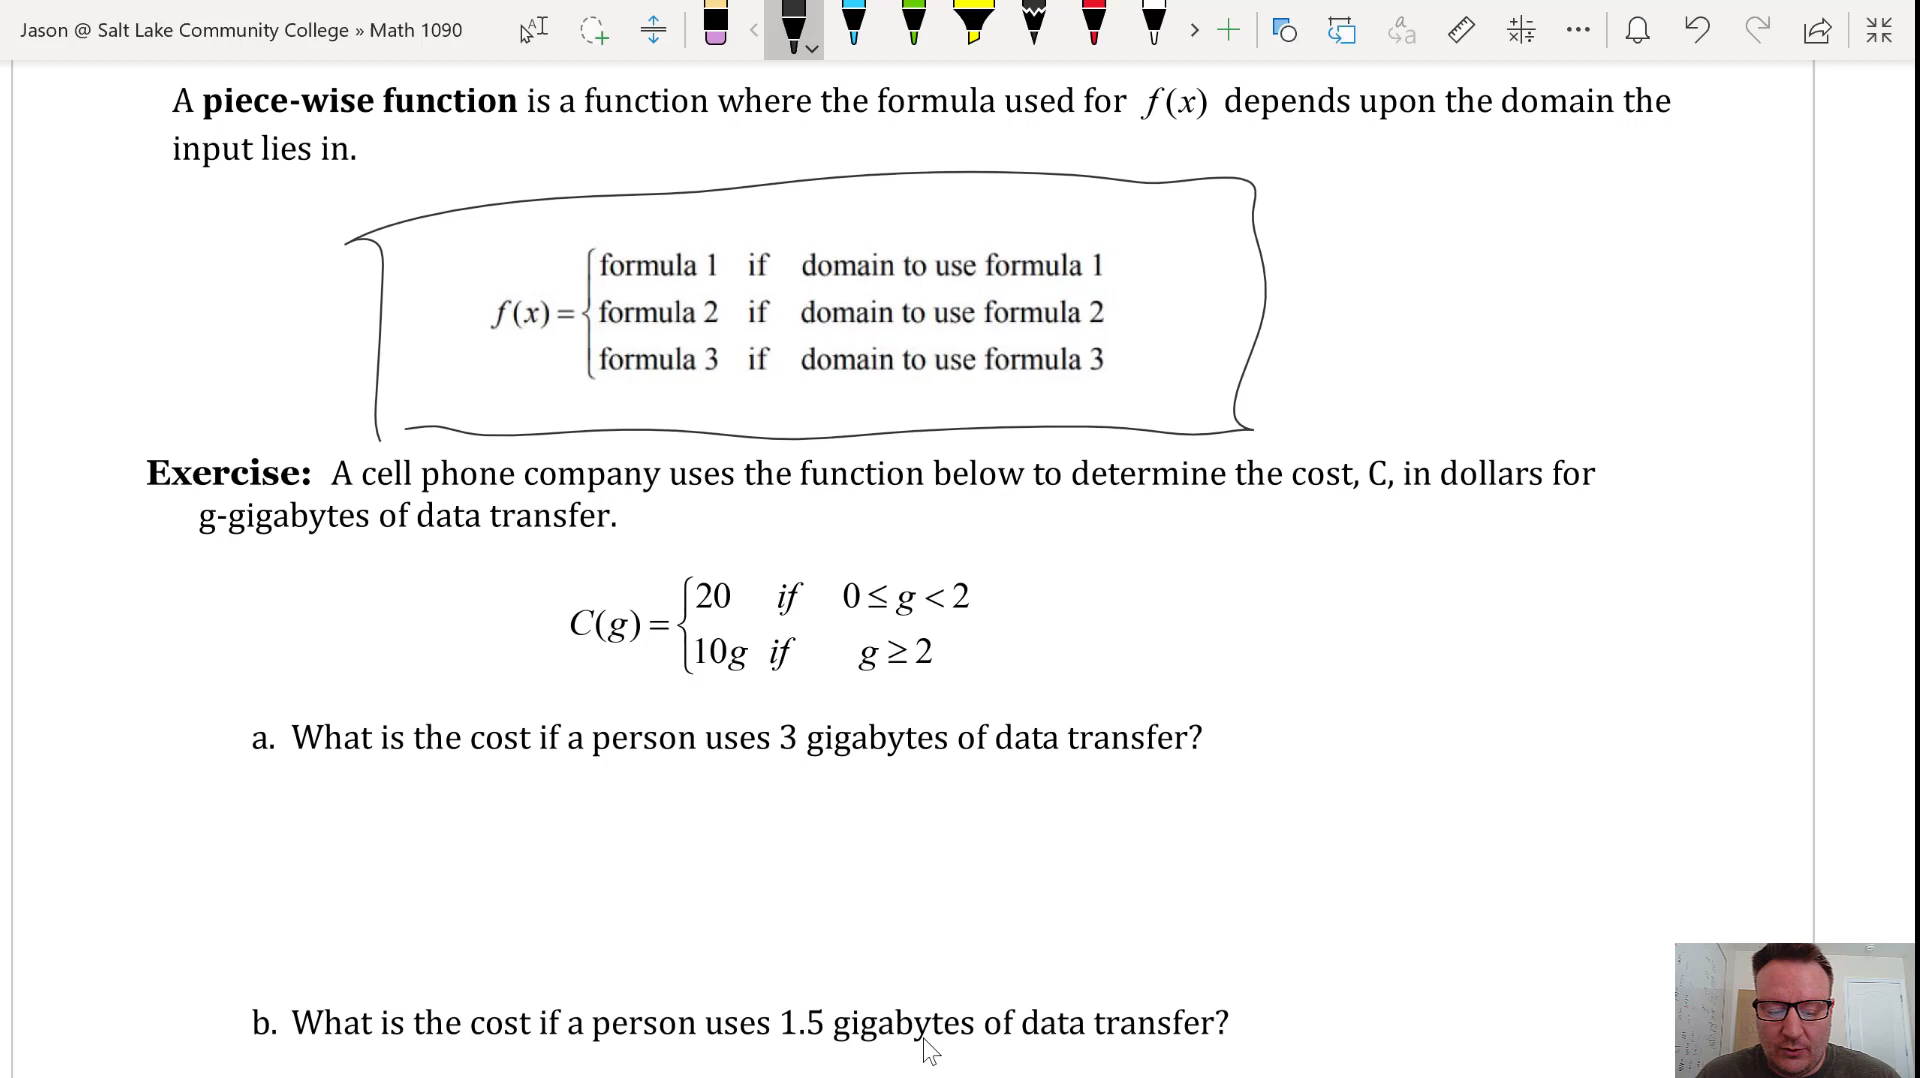 Jason @ Salt Lake Community College » Math 1090
A piece-wise function is a function where the formula used for f(x) depends upon the domain the
input lies in.
f(x) = { formula 1 if domain to use formula 1
formula 2 if domain to use formula 2
formula 3 if domain to use formula 3
Exercise: A cell phone company uses the function below to determine the cost, C, in dollars for
g-gigabytes of data transfer.
C(g) = { 20 if 0 ≤ g < 2
10g if g ≥ 2
a. What is the cost if a person uses 3 gigabytes of data transfer?
b. What is the cost if a person uses 1.5 gigabytes of data transfer?